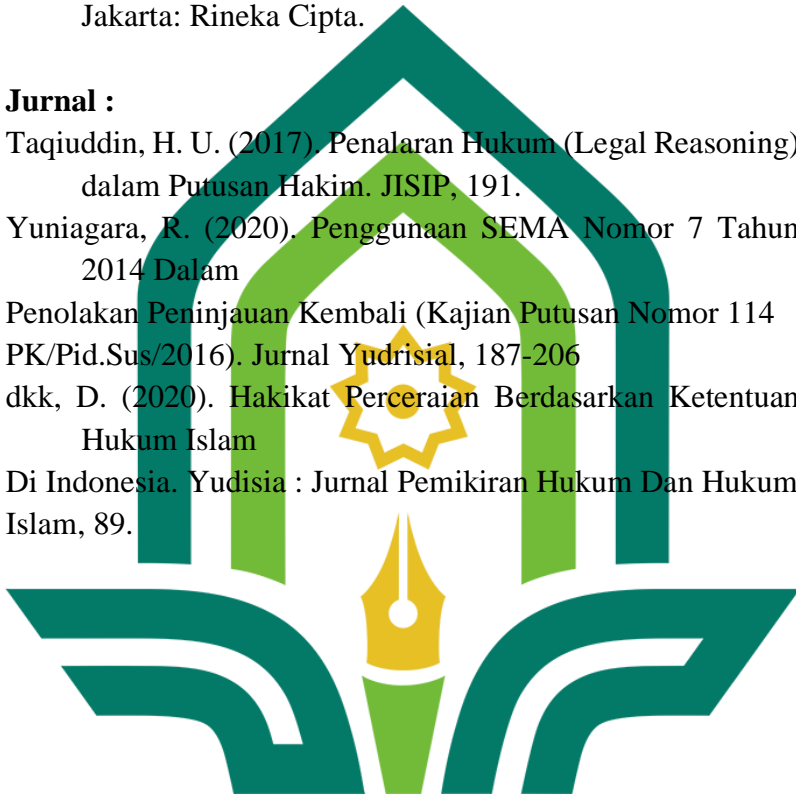 Jakarta: Rineka Cipta.
Jurnal :
Taqiuddin, H. U. (2017). Penalaran Hukum (Legal Reasoning)
dalam Putusan Hakim. JISIP, 191.
Yuniagara, R. (2020). Penggunaan SEMA Nomor 7 Tahun
2014 Dalam
Penolakan Peninjauan Kembali (Kajian Putusan Nomor 114
PK/Pid.Sus/2016). Jurnal Yudrisial, 187-206
dkk, D. (2020). Hakikat Perceraian Berdasarkan Ketentuan
Hukum Islam
Di Indonesia. Yudisia : Jurnal Pemikiran Hukum Dan Hukum
Islam, 89.